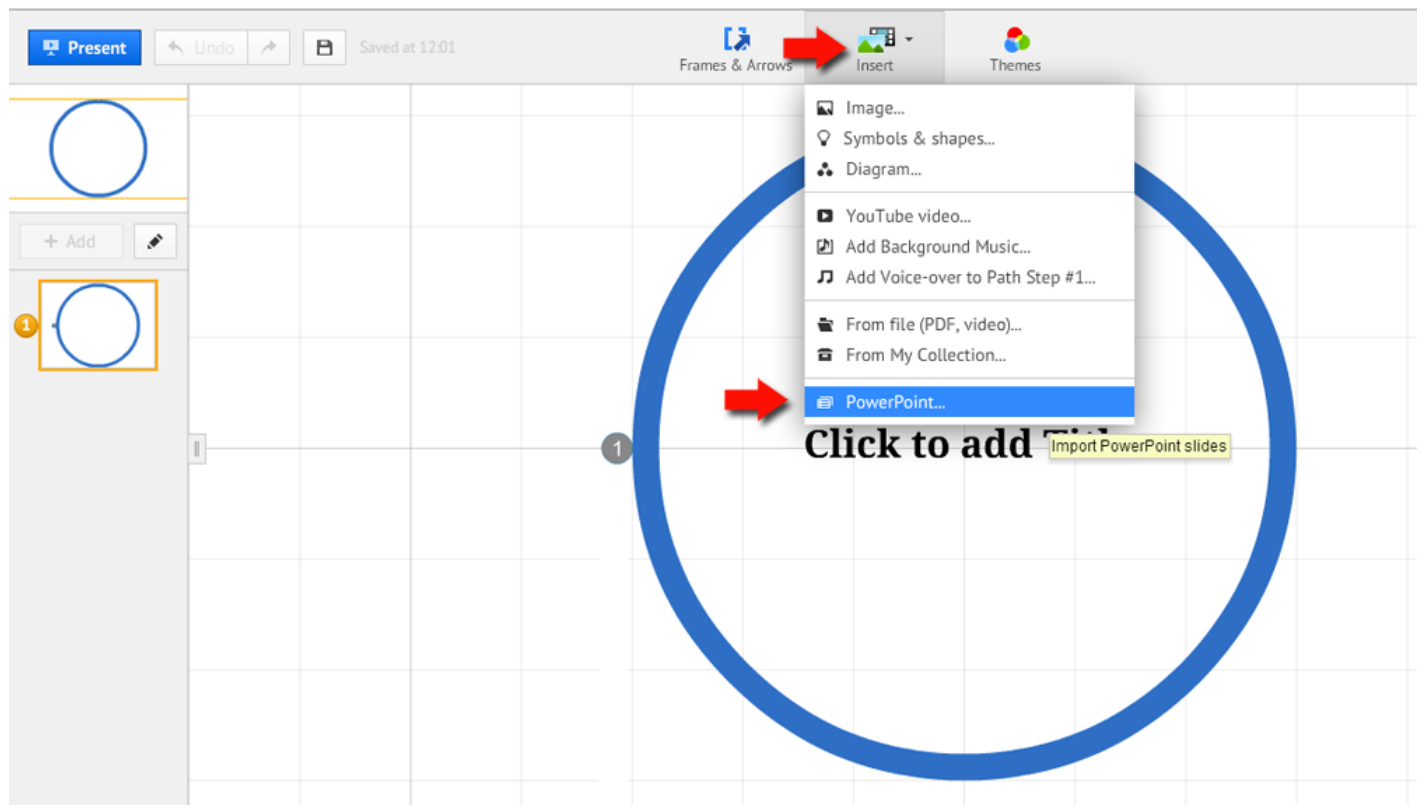 Present
Undo
Saved at 12:01
Frames & Arrows
Insert
Themes
Image...
Symbols & shapes...
Diagram...
+ Add
YouTube video...
Add Background Music...
Add Voice-over to Path Step #1...
1
From file (PDF, video)...
From My Collection...
PowerPoint...
1
Click to add
Import PowerPoint slides